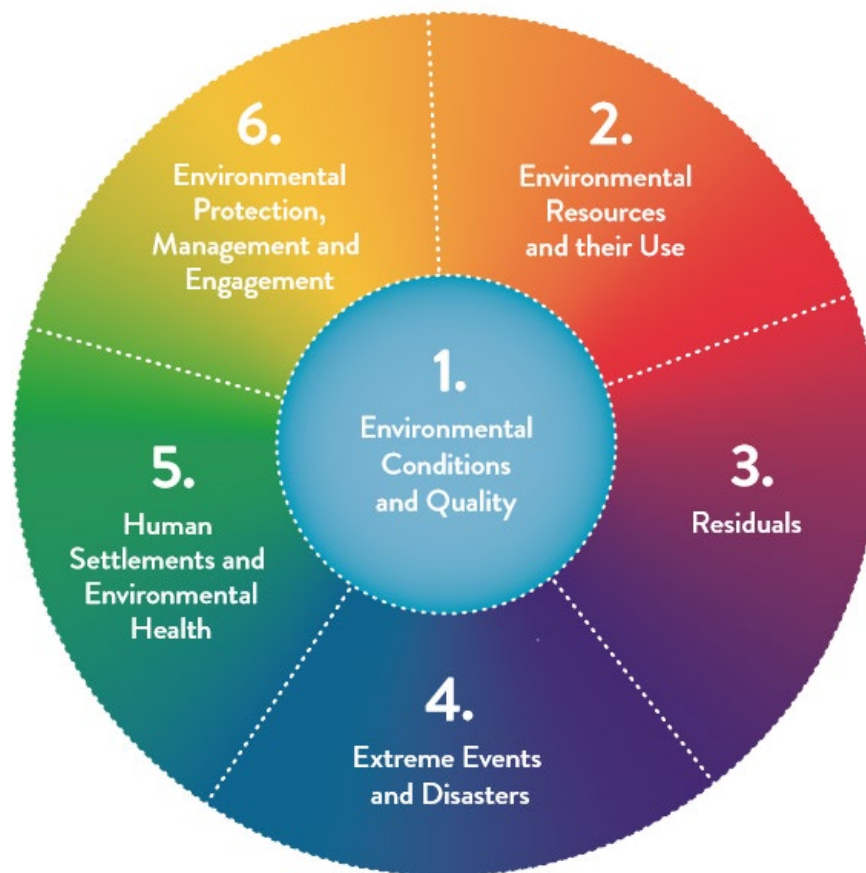 1.
Environmental
Conditions
and Quality
2.
Environmental
Resources
and their Use
3.
Residuals
4.
Extreme Events
and Disasters
5.
Human
Settlements and
Environmental
Health
6.
Environmental
Protection,
Management and
Engagement